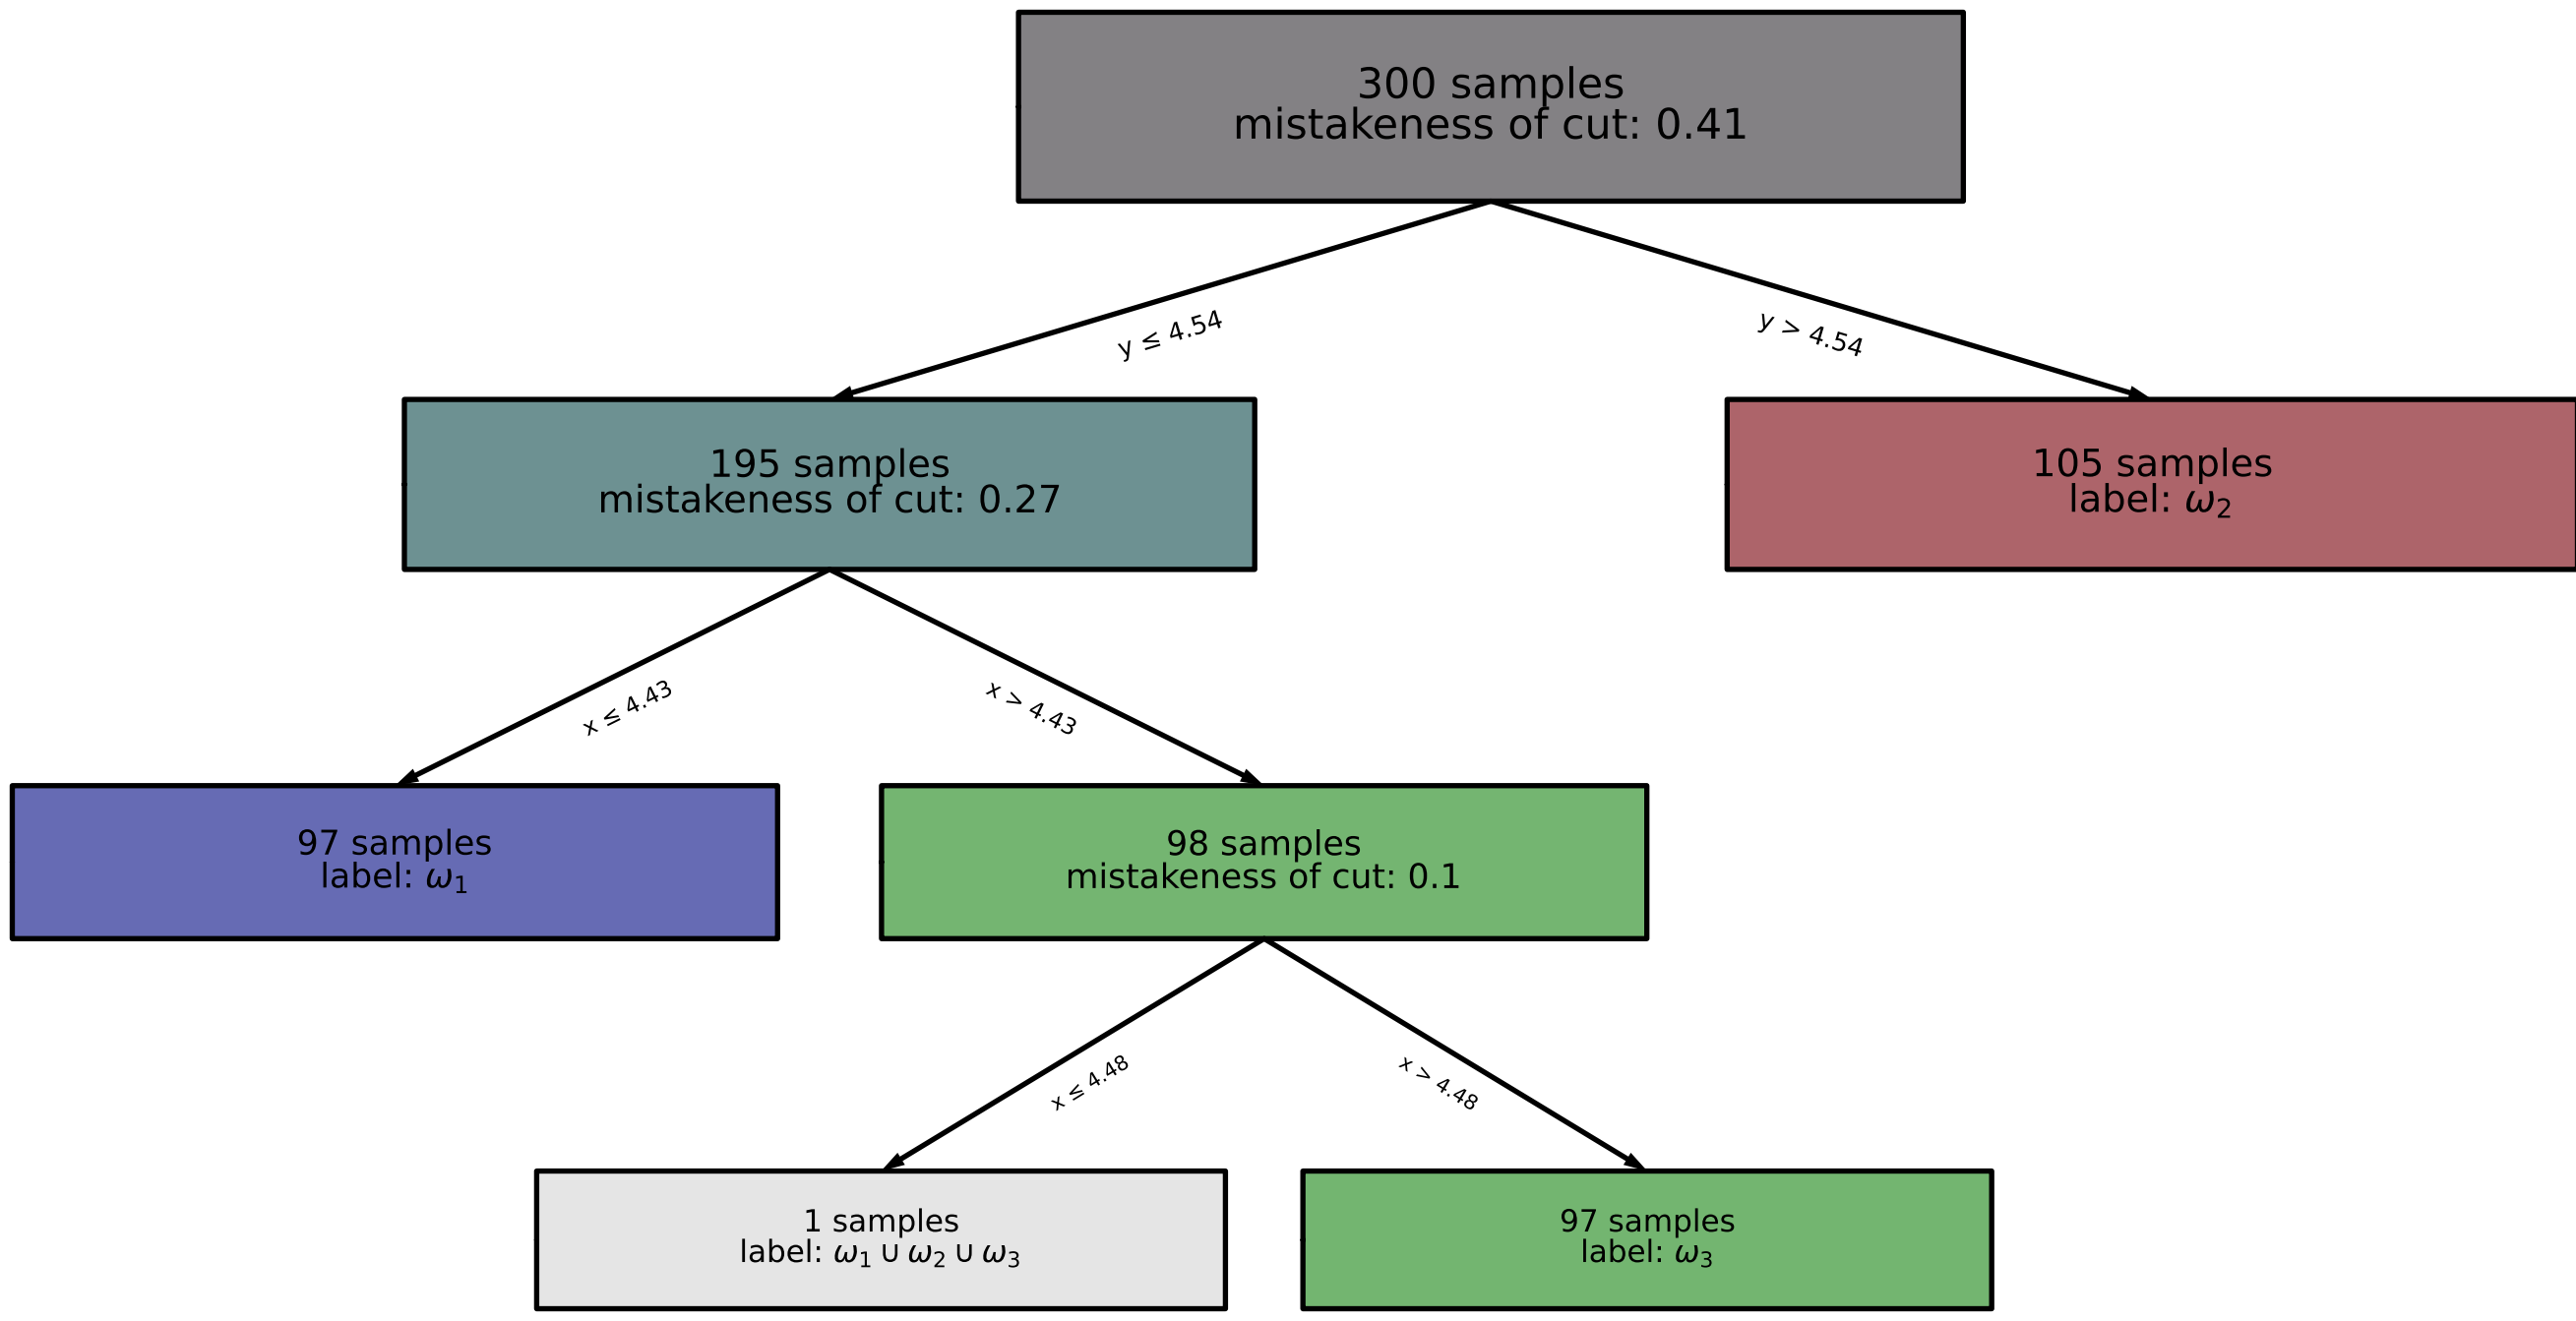 300 samples
mistakeness of cut: 0.41
y ≤ 4.54
y > 4.54
195 samples
mistakeness of cut: 0.27
105 samples
label: ω₂
x ≤ 4.43
x > 4.43
97 samples
label: ω₁
98 samples
mistakeness of cut: 0.1
x ≤ 4.48
x > 4.48
1 samples
label: ω₁ ∪ ω₂ ∪ ω₃
97 samples
label: ω₃